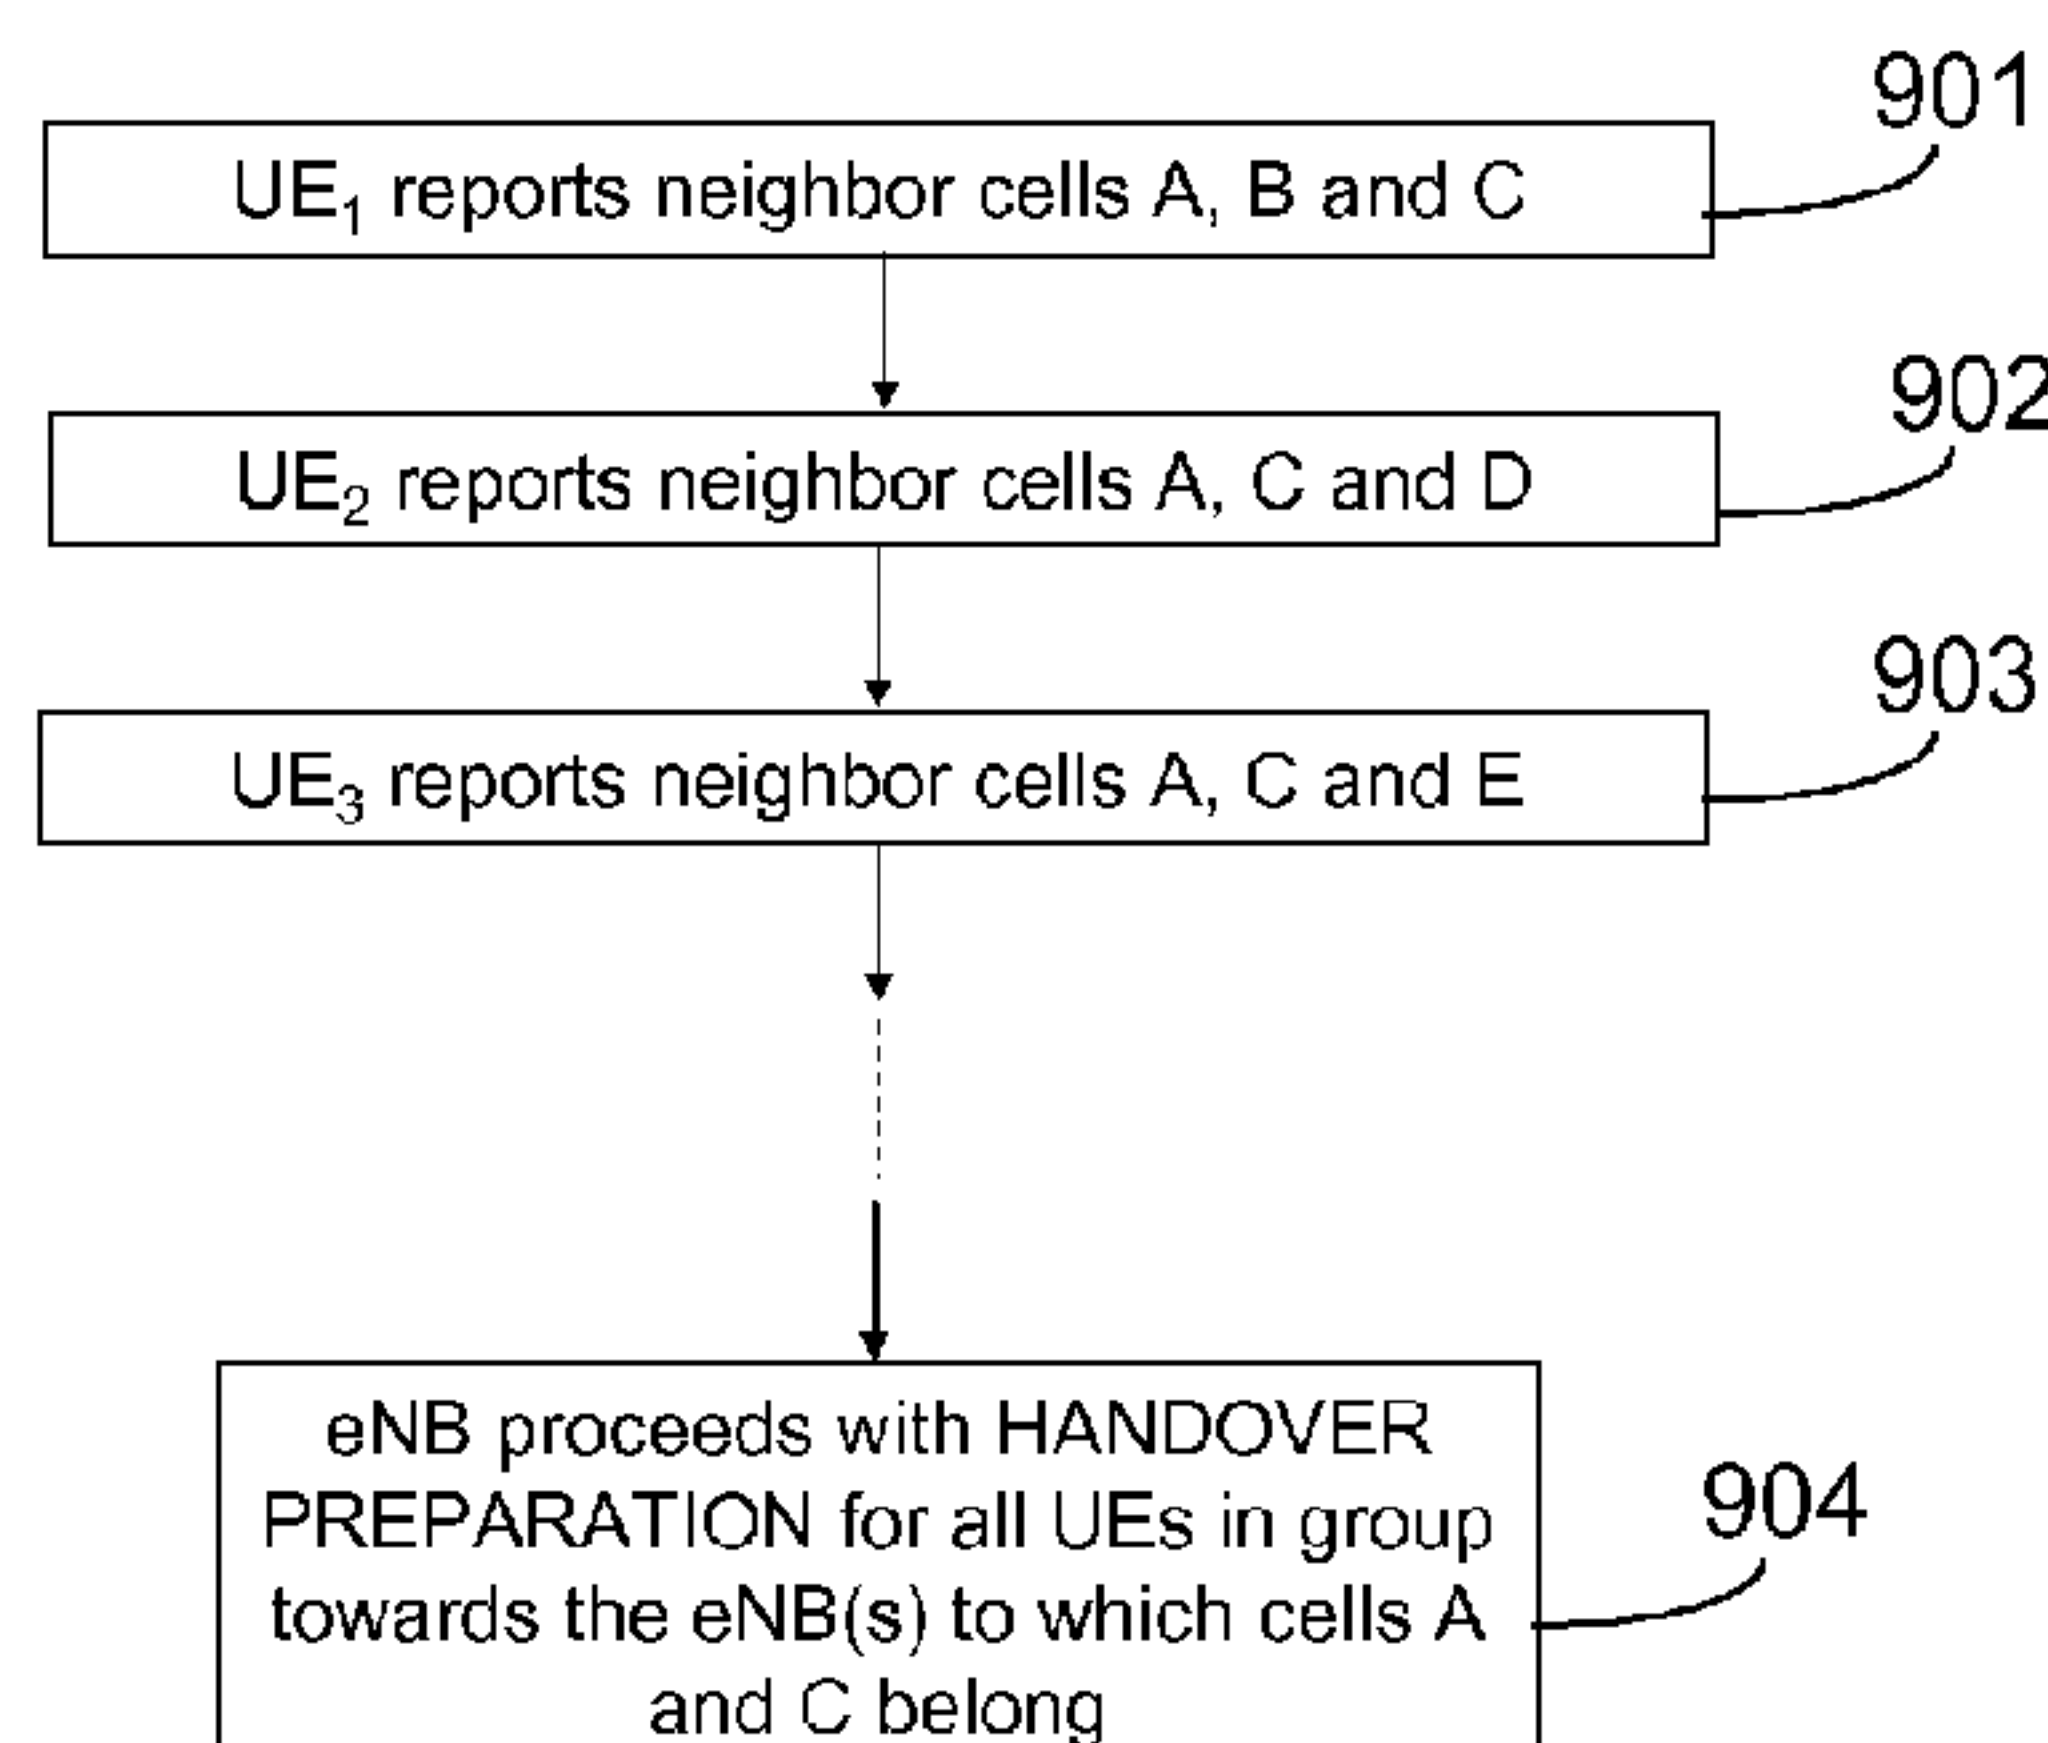 901
UE1 reports neighbor cells A, B and C
902
UE2 reports neighbor cells A, C and D
903
UE3 reports neighbor cells A, C and E
eNB proceeds with HANDOVER
PREPARATION for all UEs in group
904
towards the eNB(s) to which cells A
and C belong